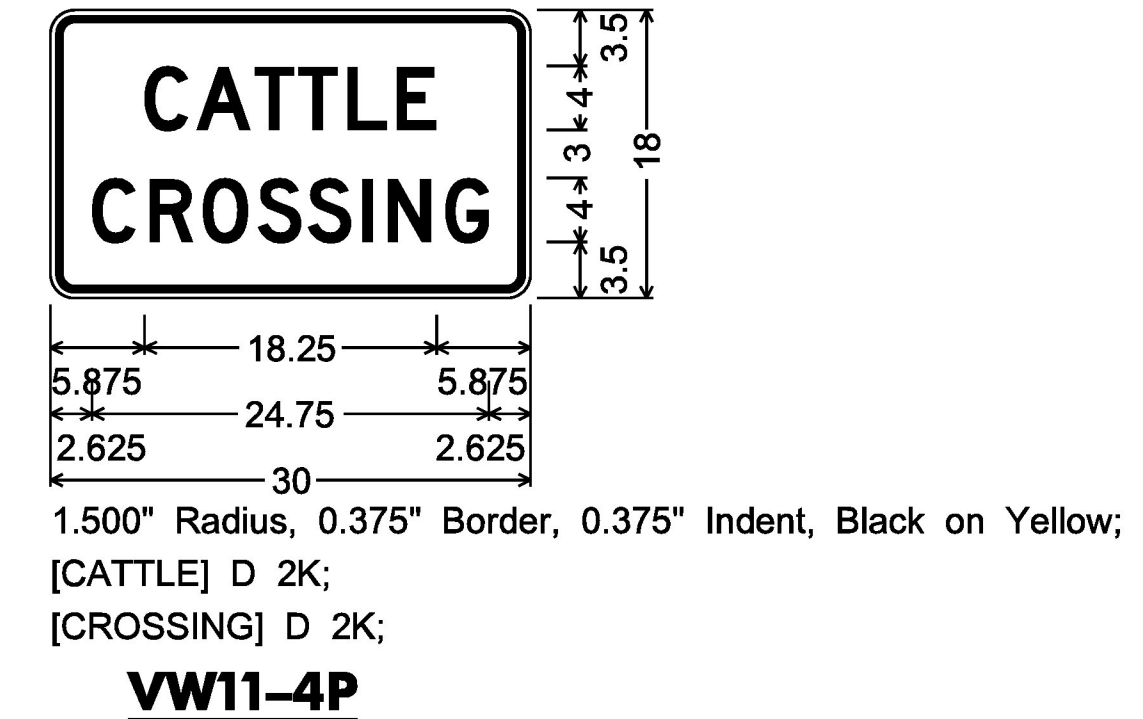 CATTLE
CROSSING
3.5
4
3
4
3.5
18
18.25
5.875 5.875
24.75
2.625 2.625
30
1.500" Radius, 0.375" Border, 0.375" Indent, Black on Yellow;
[CATTLE] D 2K;
[CROSSING] D 2K;
VW11–4P